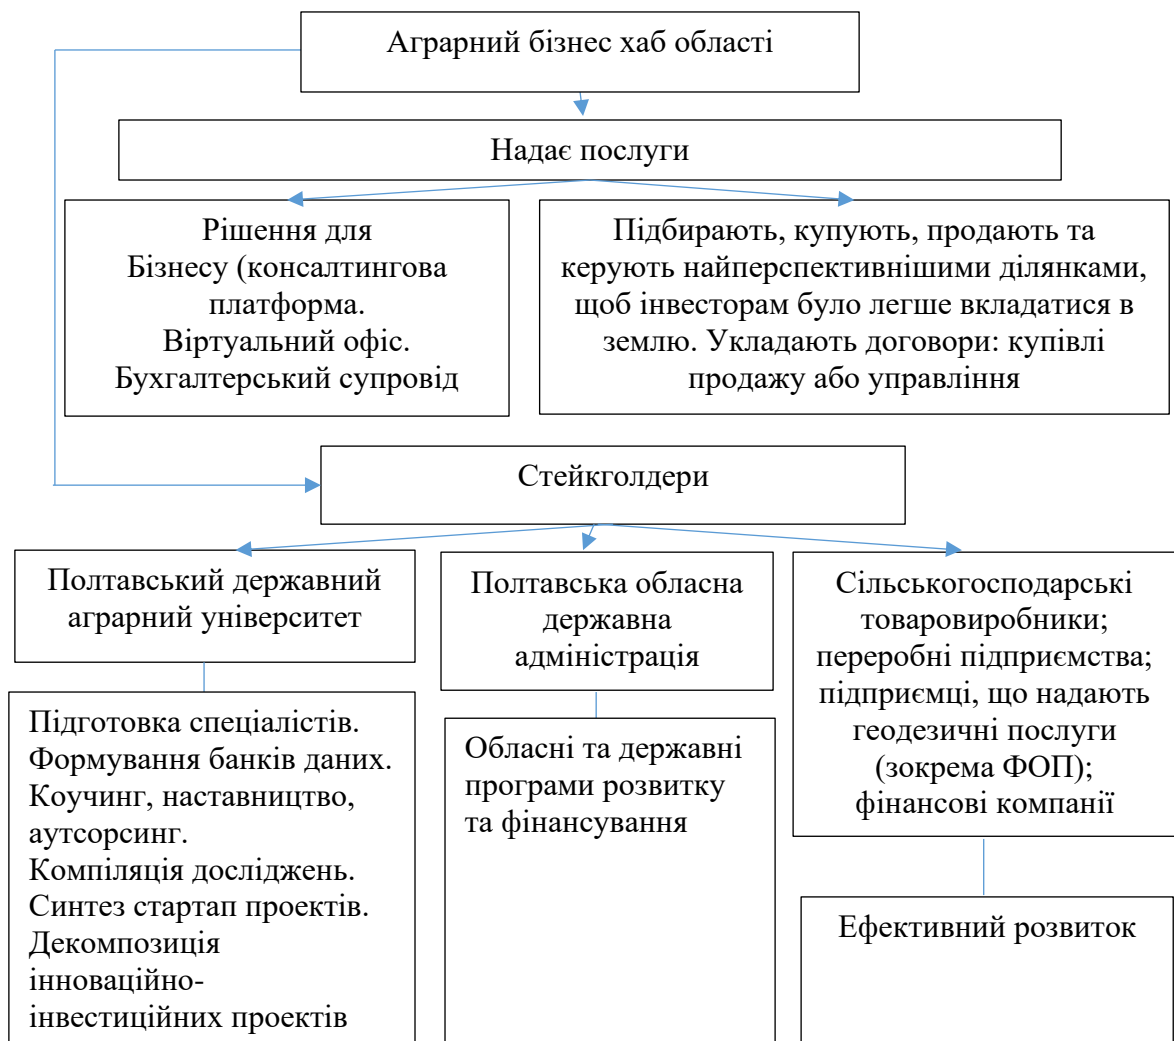 Аграрний бізнес хаб області
Надає послуги
Рішення для
Бізнесу (консалтингова
платформа.
Віртуальний офіс.
Бухгалтерський супровід
Підбирають, купують, продають та
керують найперспективнішими ділянками,
щоб інвесторам було легше вкладатися в
землю. Укладають договори: купівлі
продажу або управління
Стейкголдери
Полтавський державний
аграрний університет
Полтавська обласна
державна
адміністрація
Сільськогосподарські
товаровиробники;
переробні підприємства;
підприємці, що надають
геодезичні послуги
(зокрема ФОП);
фінансові компанії
Підготовка спеціалістів.
Формування банків даних.
Коучинг, наставництво,
аутсорсинг.
Компіляція досліджень.
Синтез стартап проектів.
Декомпозиція
інноваційно-
інвестиційних проектів
Обласні та державні
програми розвитку
та фінансування
Ефективний розвиток